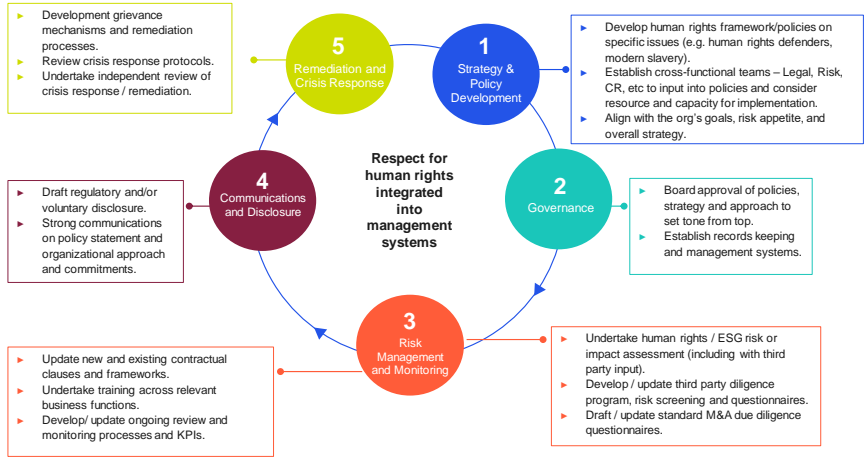 ► Development grievance
mechanisms and remediation
processes.
► Review crisis response protocols.
► Undertake independent review of
crisis response / remediation.
5
Remediation and
Crisis Response
1
Strategy &
Policy
Development
► Develop human rights framework/policies on
specific issues (e.g. human rights defenders,
modern slavery).
► Establish cross-functional teams – Legal, Risk,
CR, etc to input into policies and consider
resource and capacity for implementation.
► Align with the org's goals, risk appetite, and
overall strategy.
► Draft regulatory and/or
voluntary disclosure.
► Strong communications
on policy statement and
organizational approach
and commitments.
4
Communications
and Disclosure
Respect for
human rights
integrated
into
management
systems
2
Governance
► Board approval of policies,
strategy and approach to
set tone from top.
► Establish records keeping
and management systems.
3
Risk
Management
and Monitoring
► Update new and existing contractual
clauses and frameworks.
► Undertake training across relevant
business functions.
► Develop/ update ongoing review and
monitoring processes and KPIs.
► Undertake human rights / ESG risk or
impact assessment (including with third
party input).
► Develop / update third party diligence
program, risk screening and questionnaires.
► Draft / update standard M&A due diligence
questionnaires.